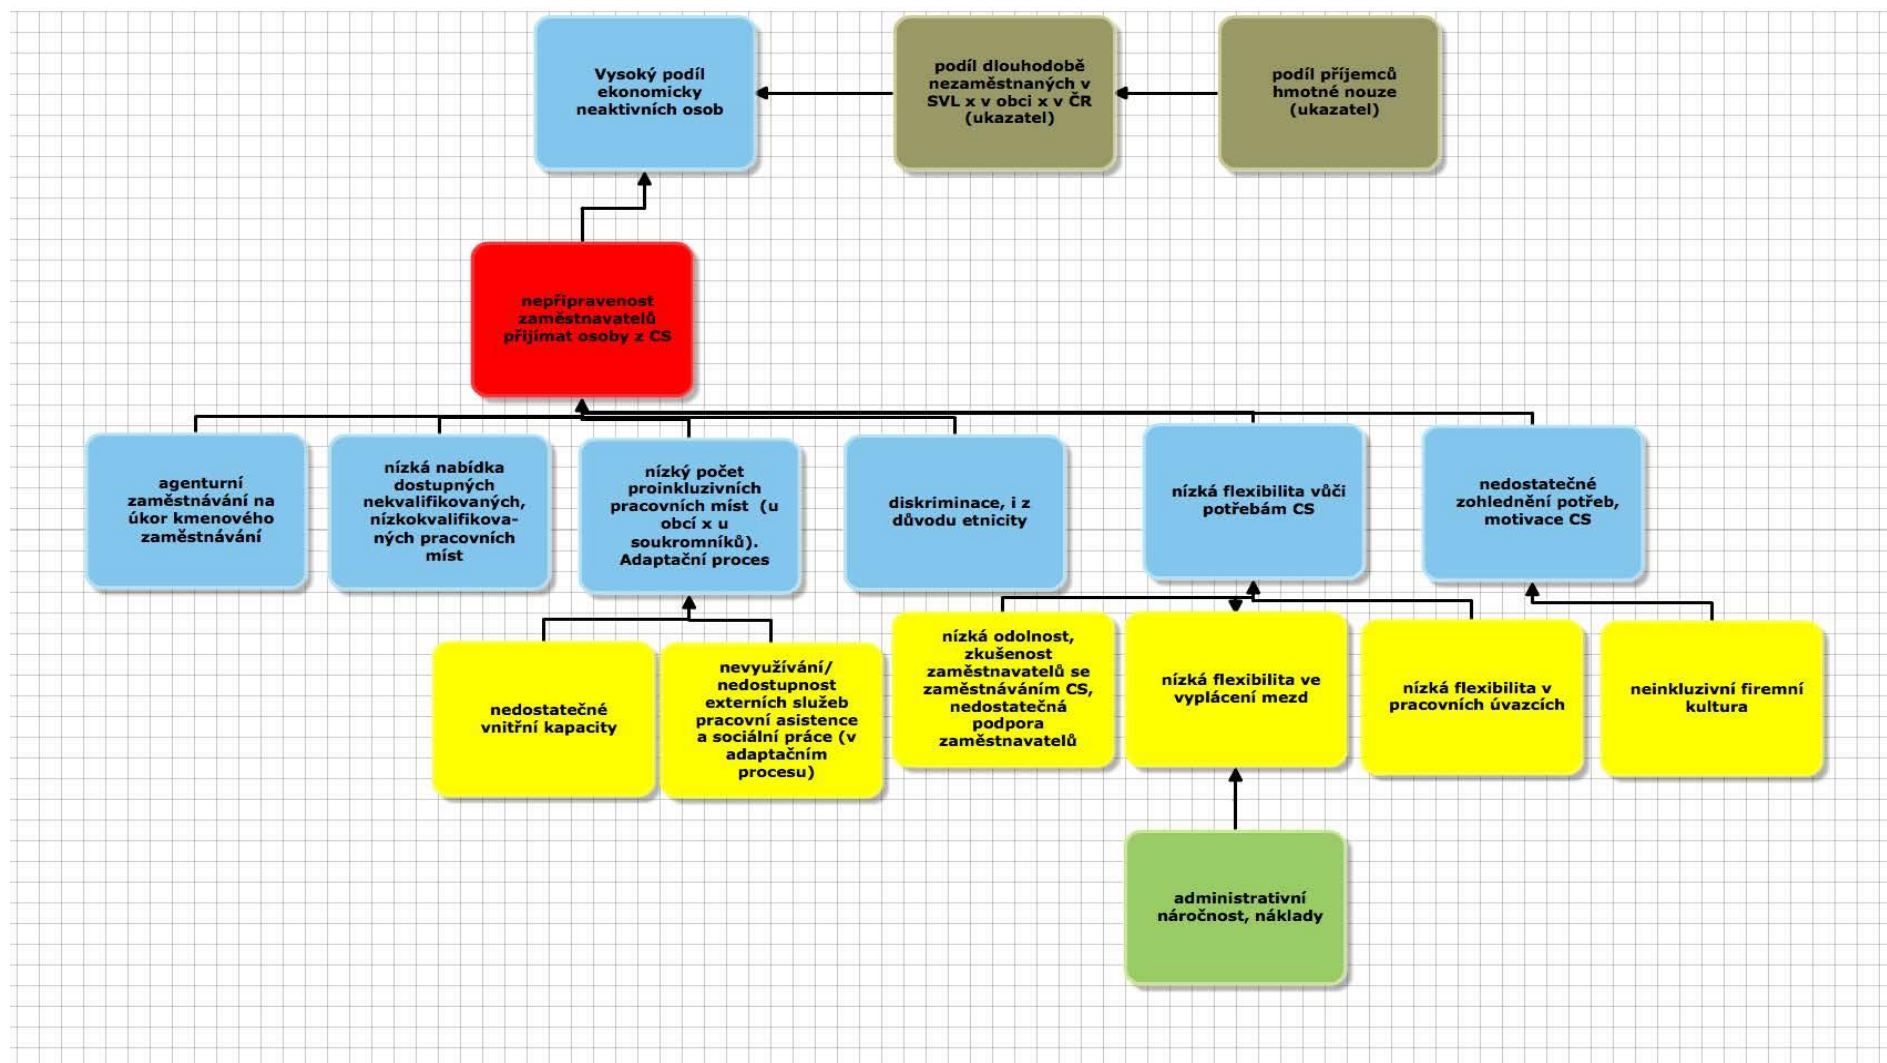 Vysoký podíl
ekonomicky
neaktivních osob
podíl dlouhodobě
nezaměstnaných v
SVL x v obci x v ČR
(ukazatel)
podíl příjemců
hmotné nouze
(ukazatel)
nepřipravenost
zaměstnavatelů
přijímat osoby z CS
agenturní
zaměstnávání na
úkor kmenového
zaměstnávání
nízká nabídka
dostupných
nekvalifikovaných,
nízkokvalifikova-
ných pracovních
míst
nízký počet
proinkluzivních
pracovních míst (u
obcí x u
soukromníků).
Adaptační proces
diskriminace, i z
důvodu etnicity
nízká flexibilita vůči
potřebám CS
nedostatečné
zohlednění potřeb,
motivace CS
nedostatečné
vnitřní kapacity
nevyužívání/
nedostupnost
externích služeb
pracovní asistence
a sociální práce (v
adaptačním
procesu)
nízká odolnost,
zkušenost
zaměstnavatelů se
zaměstnáváním CS,
nedostatečná
podpora
zaměstnavatelů
nízká flexibilita ve
vyplácení mezd
nízká flexibilita v
pracovních úvazcích
neinkluzivní firemní
kultura
administrativní
náročnost, náklady